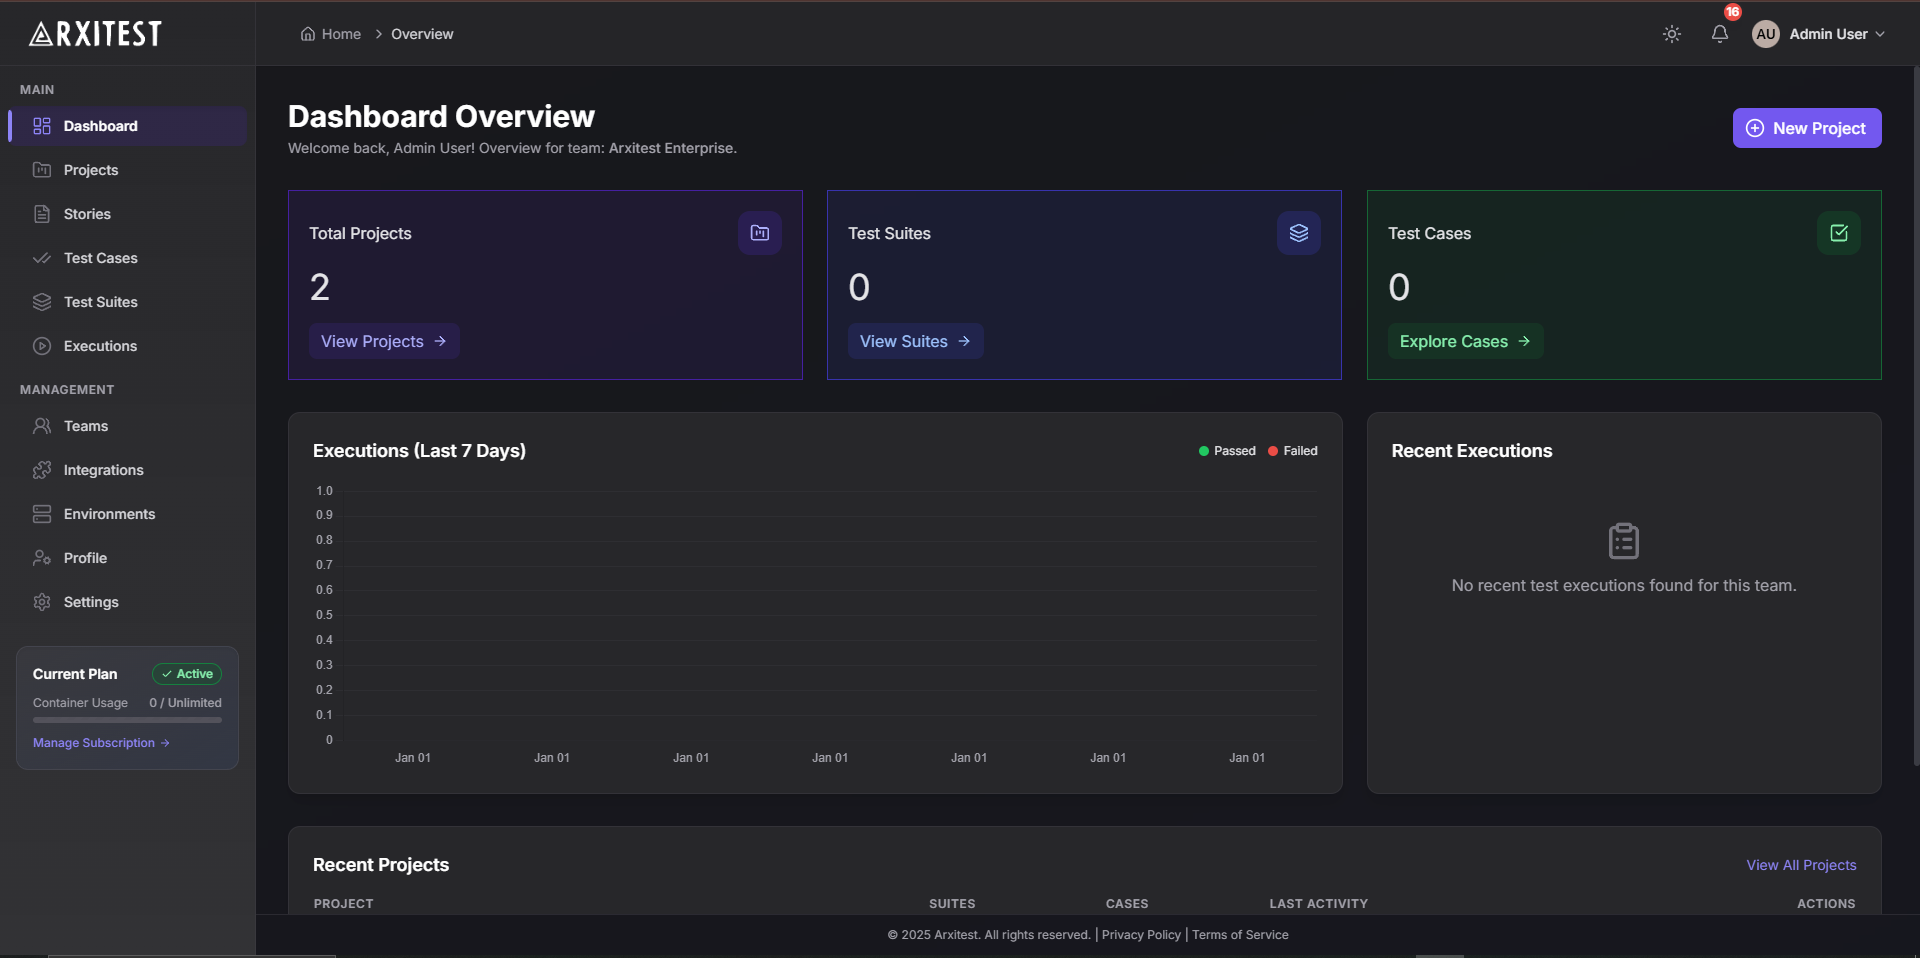 ARXITEST
Home > Overview
16
AU Admin User
MAIN
Dashboard
Projects
Stories
Test Cases
Test Suites
Executions
MANAGEMENT
Teams
Integrations
Environments
Profile
Settings
Current Plan Active
Container Usage 0 / Unlimited
Manage Subscription →
Dashboard Overview
Welcome back, Admin User! Overview for team: Arxitest Enterprise.
New Project
Total Projects
2
View Projects →
Test Suites
0
View Suites →
Test Cases
0
Explore Cases →
Executions (Last 7 Days)
Passed Failed
1.0
0.9
0.8
0.7
0.6
0.5
0.4
0.3
0.2
0.1
0
Jan 01 Jan 01 Jan 01 Jan 01 Jan 01 Jan 01 Jan 01
Recent Executions
No recent test executions found for this team.
Recent Projects
View All Projects
PROJECT SUITES CASES LAST ACTIVITY ACTIONS
© 2025 Arxitest. All rights reserved. | Privacy Policy | Terms of Service